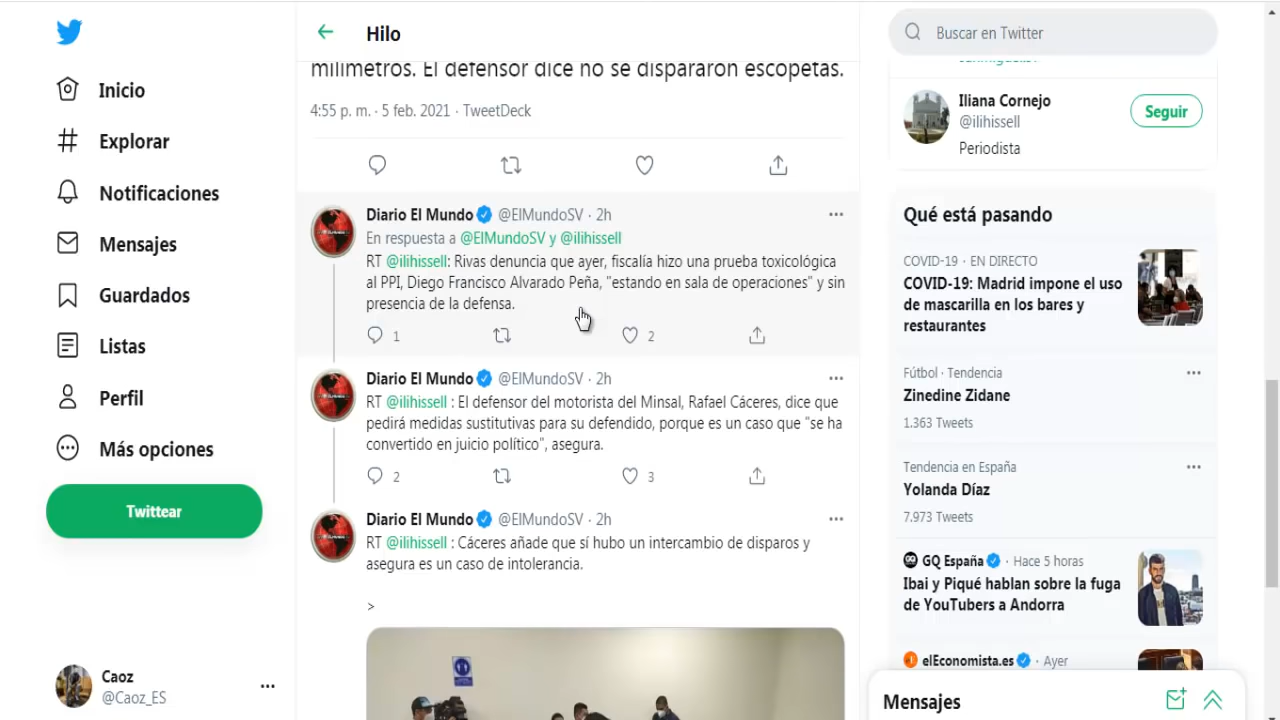 Inicio
Explorar
Notificaciones
Mensajes
Guardados
Listas
Perfil
Más opciones
Twittear
Caoz
@Caoz_ES
Hilo
milímetros. El defensor dice no se dispararon escopetas.
4:55 p. m. · 5 feb. 2021 · TweetDeck
Diario El Mundo @ElMundoSV · 2h
En respuesta a @ElMundoSV y @ilihissell
RT @ilihissell: Rivas denuncia que ayer, fiscalía hizo una prueba toxicológica
al PPI, Diego Francisco Alvarado Peña, "estando en sala de operaciones" y sin
presencia de la defensa.
1
2
Diario El Mundo @ElMundoSV · 2h
RT @ilihissell : El defensor del motorista del Minsal, Rafael Cáceres, dice que
pedirá medidas sustitutivas para su defendido, porque es un caso que "se ha
convertido en juicio político", asegura.
2
3
Diario El Mundo @ElMundoSV · 2h
RT @ilihissell : Cáceres añade que sí hubo un intercambio de disparos y
asegura es un caso de intolerancia.
>
Buscar en Twitter
Iliana Cornejo
@ilihissell
Periodista
Seguir
Qué está pasando
COVID-19 · EN DIRECTO
COVID-19: Madrid impone el uso
de mascarilla en los bares y
restaurantes
Fútbol · Tendencia
Zinedine Zidane
1.363 Tweets
Tendencia en España
Yolanda Díaz
7.973 Tweets
GQ España · Hace 5 horas
Ibai y Piqué hablan sobre la fuga
de YouTubers a Andorra
elEconomista.es · Ayer
Mensajes